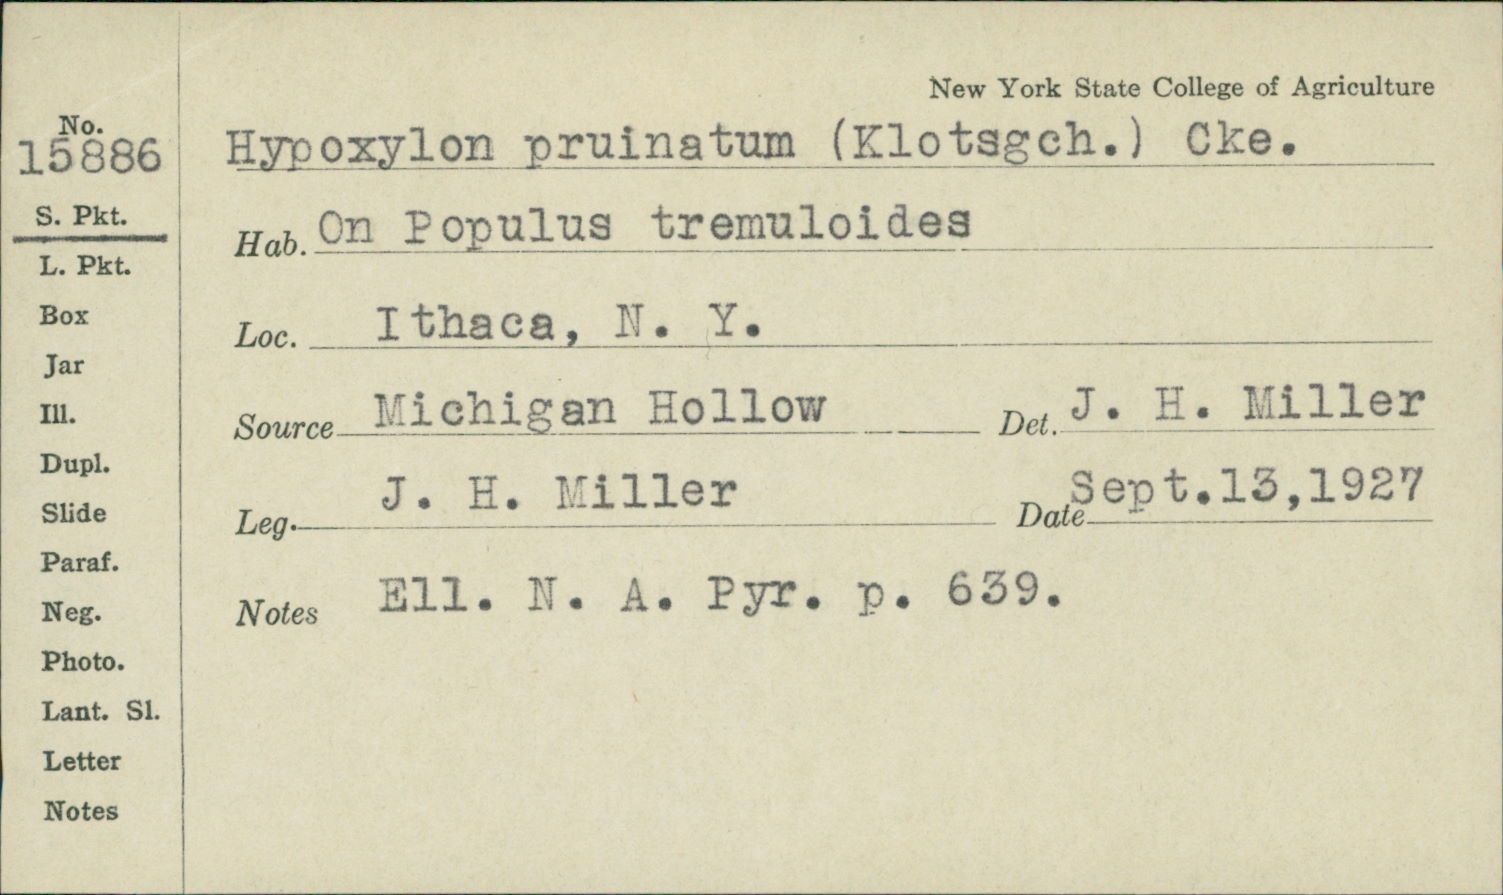 New York State College of Agriculture
No.
15886
Hypoxylon pruinatum (Klotsgch.) Cke.
S. Pkt.
Hab. On Populus tremuloides
L. Pkt.
Box
Loc. Ithaca, N. Y.
Jar
Ill.
Source Michigan Hollow Det. J. H. Miller
Dupl.
Slide
Leg. J. H. Miller Date Sept.13,1927
Paraf.
Neg.
Notes Ell. N. A. Pyr. p. 639.
Photo.
Lant. Sl.
Letter
Notes